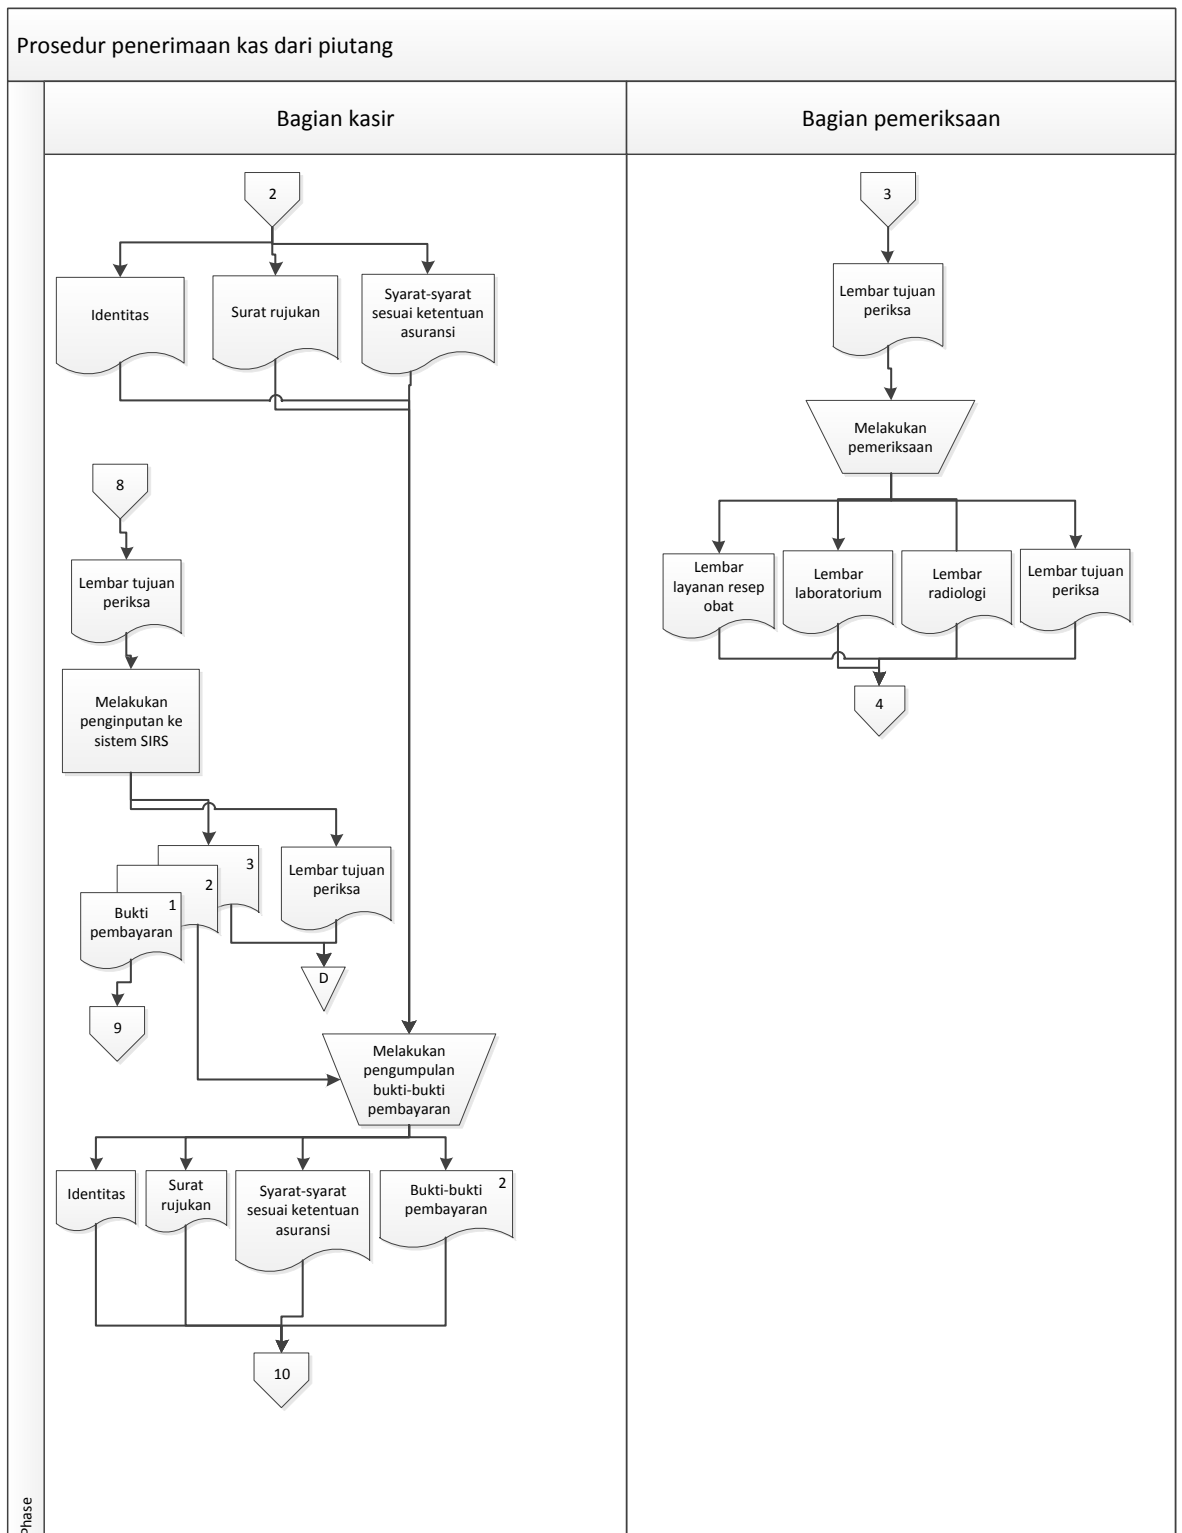 Prosedur penerimaan kas dari piutang
Bagian kasir
Bagian pemeriksaan
2
Identitas
Surat rujukan
Syarat-syarat
sesuai ketentuan
asuransi
8
Lembar tujuan
periksa
Melakukan
penginputan ke
sistem SIRS
3
2
1
Bukti
pembayaran
Lembar tujuan
periksa
D
9
Melakukan
pengumpulan
bukti-bukti
pembayaran
Identitas
Surat
rujukan
Syarat-syarat
sesuai ketentuan
asuransi
Bukti-bukti
pembayaran
2
10
3
Lembar tujuan
periksa
Melakukan
pemeriksaan
Lembar
layanan resep
obat
Lembar
laboratorium
Lembar
radiologi
Lembar tujuan
periksa
4
Phase